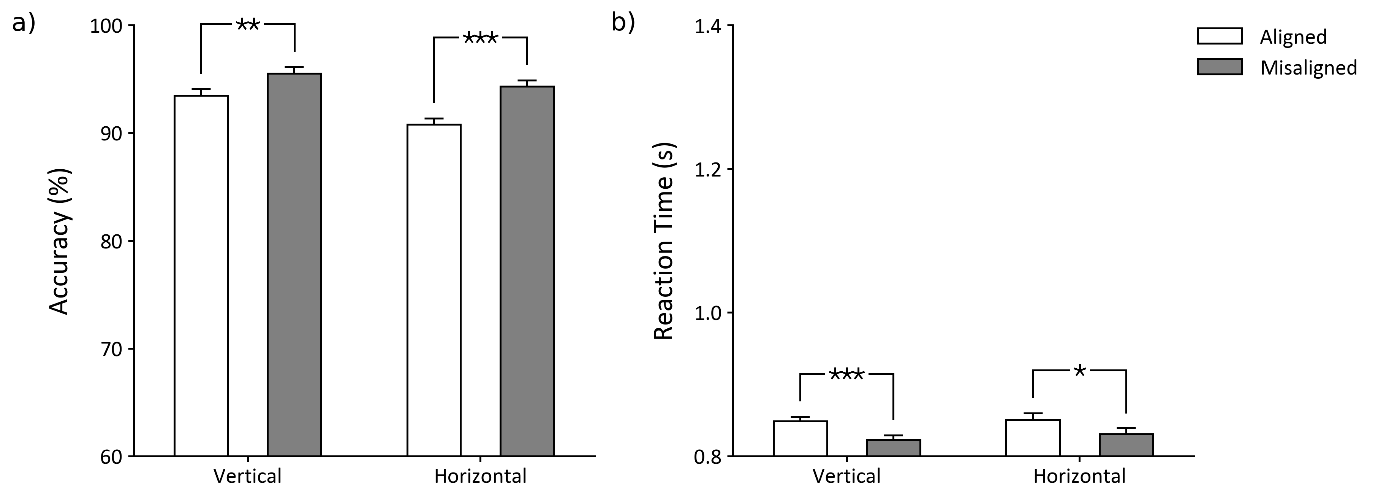 a)
Accuracy (%)
100
90
80
70
60
**
***
Vertical
Horizontal
b)
Reaction Time (s)
1.4
1.2
1.0
0.8
***
*
Vertical
Horizontal
Aligned
Misaligned